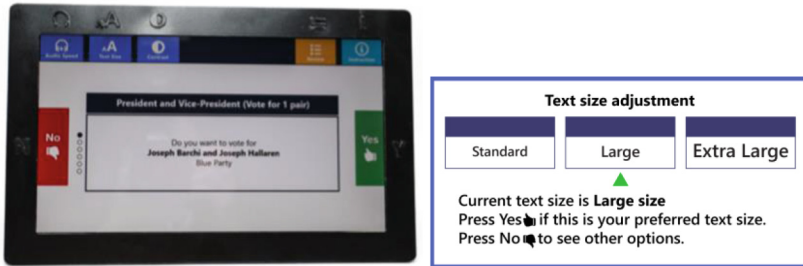 Audio Speed
Text Size
Contrast
Review
Instruction
President and Vice-President (Vote for 1 pair)
No
Yes
Do you want to vote for
Joseph Barchi and Joseph Hallaren
Blue Party
Text size adjustment
Standard
Large
Extra Large
Current text size is Large size
Press Yes if this is your preferred text size.
Press No to see other options.